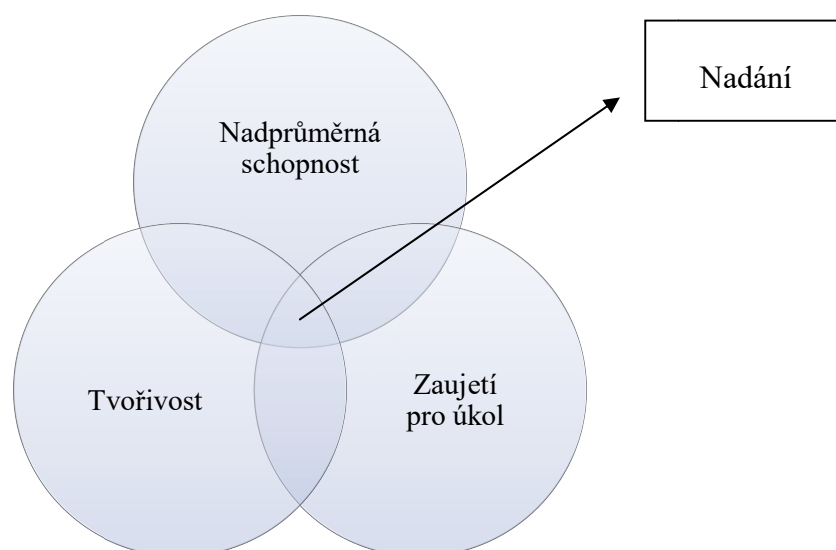 Nadání
Nadprůměrná
schopnost
Tvořivost
Zaujetí
pro úkol